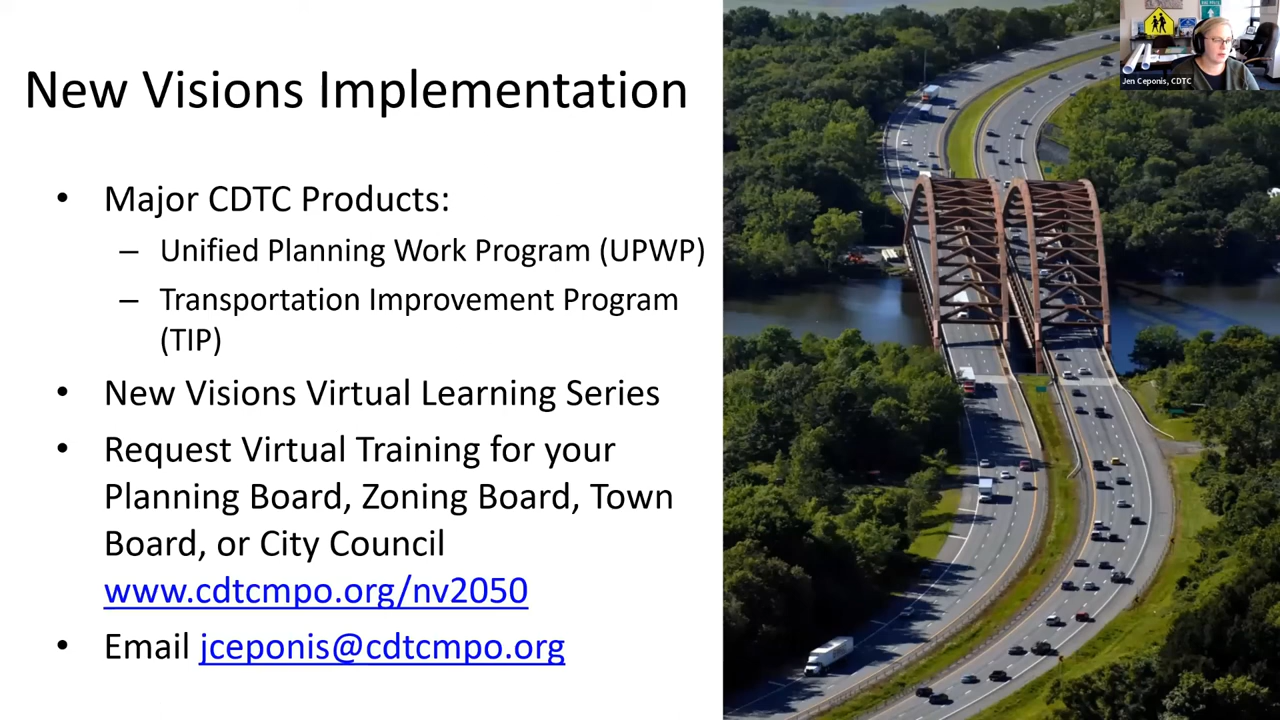 New Visions Implementation
• Major CDTC Products:
– Unified Planning Work Program (UPWP)
– Transportation Improvement Program
(TIP)
• New Visions Virtual Learning Series
• Request Virtual Training for your
Planning Board, Zoning Board, Town
Board, or City Council
www.cdtcmpo.org/nv2050
• Email jceponis@cdtcmpo.org
Jen Ceponis, CDTC